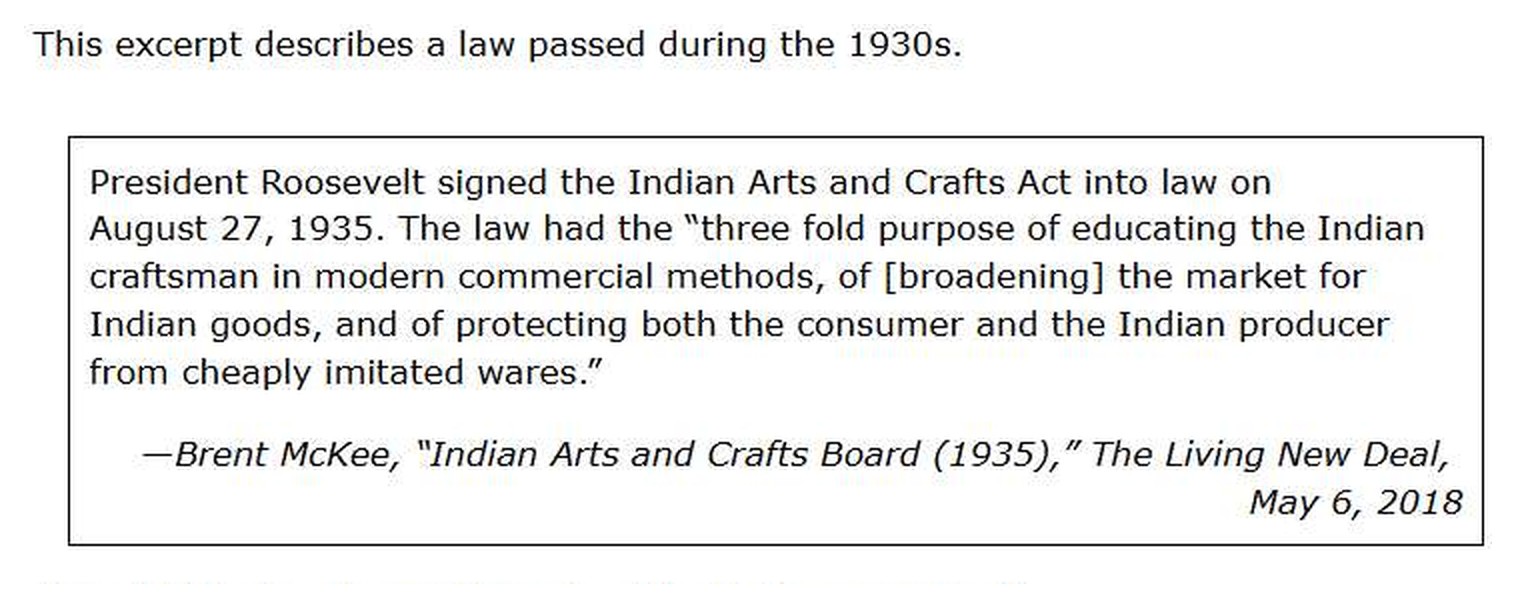 This excerpt describes a law passed during the 1930s.
President Roosevelt signed the Indian Arts and Crafts Act into law on
August 27, 1935. The law had the “three fold purpose of educating the Indian
craftsman in modern commercial methods, of [broadening] the market for
Indian goods, and of protecting both the consumer and the Indian producer
from cheaply imitated wares.”
—Brent McKee, “Indian Arts and Crafts Board (1935),” The Living New Deal,
May 6, 2018